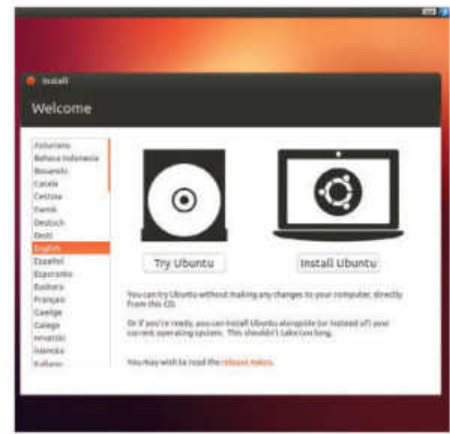 Install
Welcome
Asturianu
Bahasa Indonesia
Bosanski
Català
Čeština
Dansk
Deutsch
Eesti
English
Español
Esperanto
Euskara
Français
Gaeilge
Galego
Hrvatski
Íslenska
Italiano
Try Ubuntu
Install Ubuntu
You can try Ubuntu without making any changes to your computer, directly
from this CD.
Or if you're ready, you can install Ubuntu alongside (or instead of) your
current operating system. This shouldn't take too long.
You may wish to read the release notes.